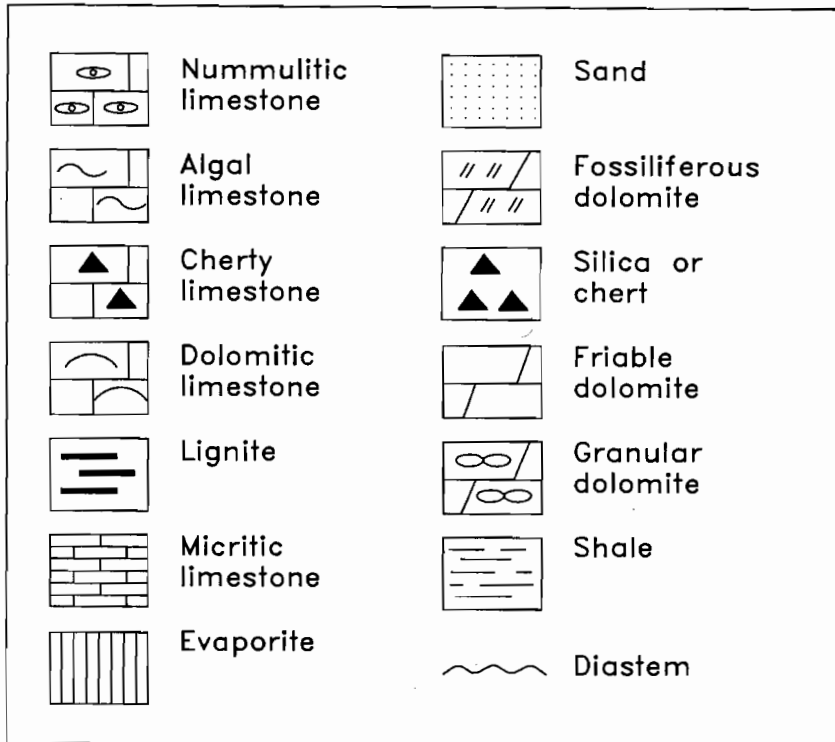 Nummulitic
limestone
Algal
limestone
Cherty
limestone
Dolomitic
limestone
Lignite
Micritic
limestone
Evaporite
Sand
Fossiliferous
dolomite
Silica or
chert
Friable
dolomite
Granular
dolomite
Shale
Diastem